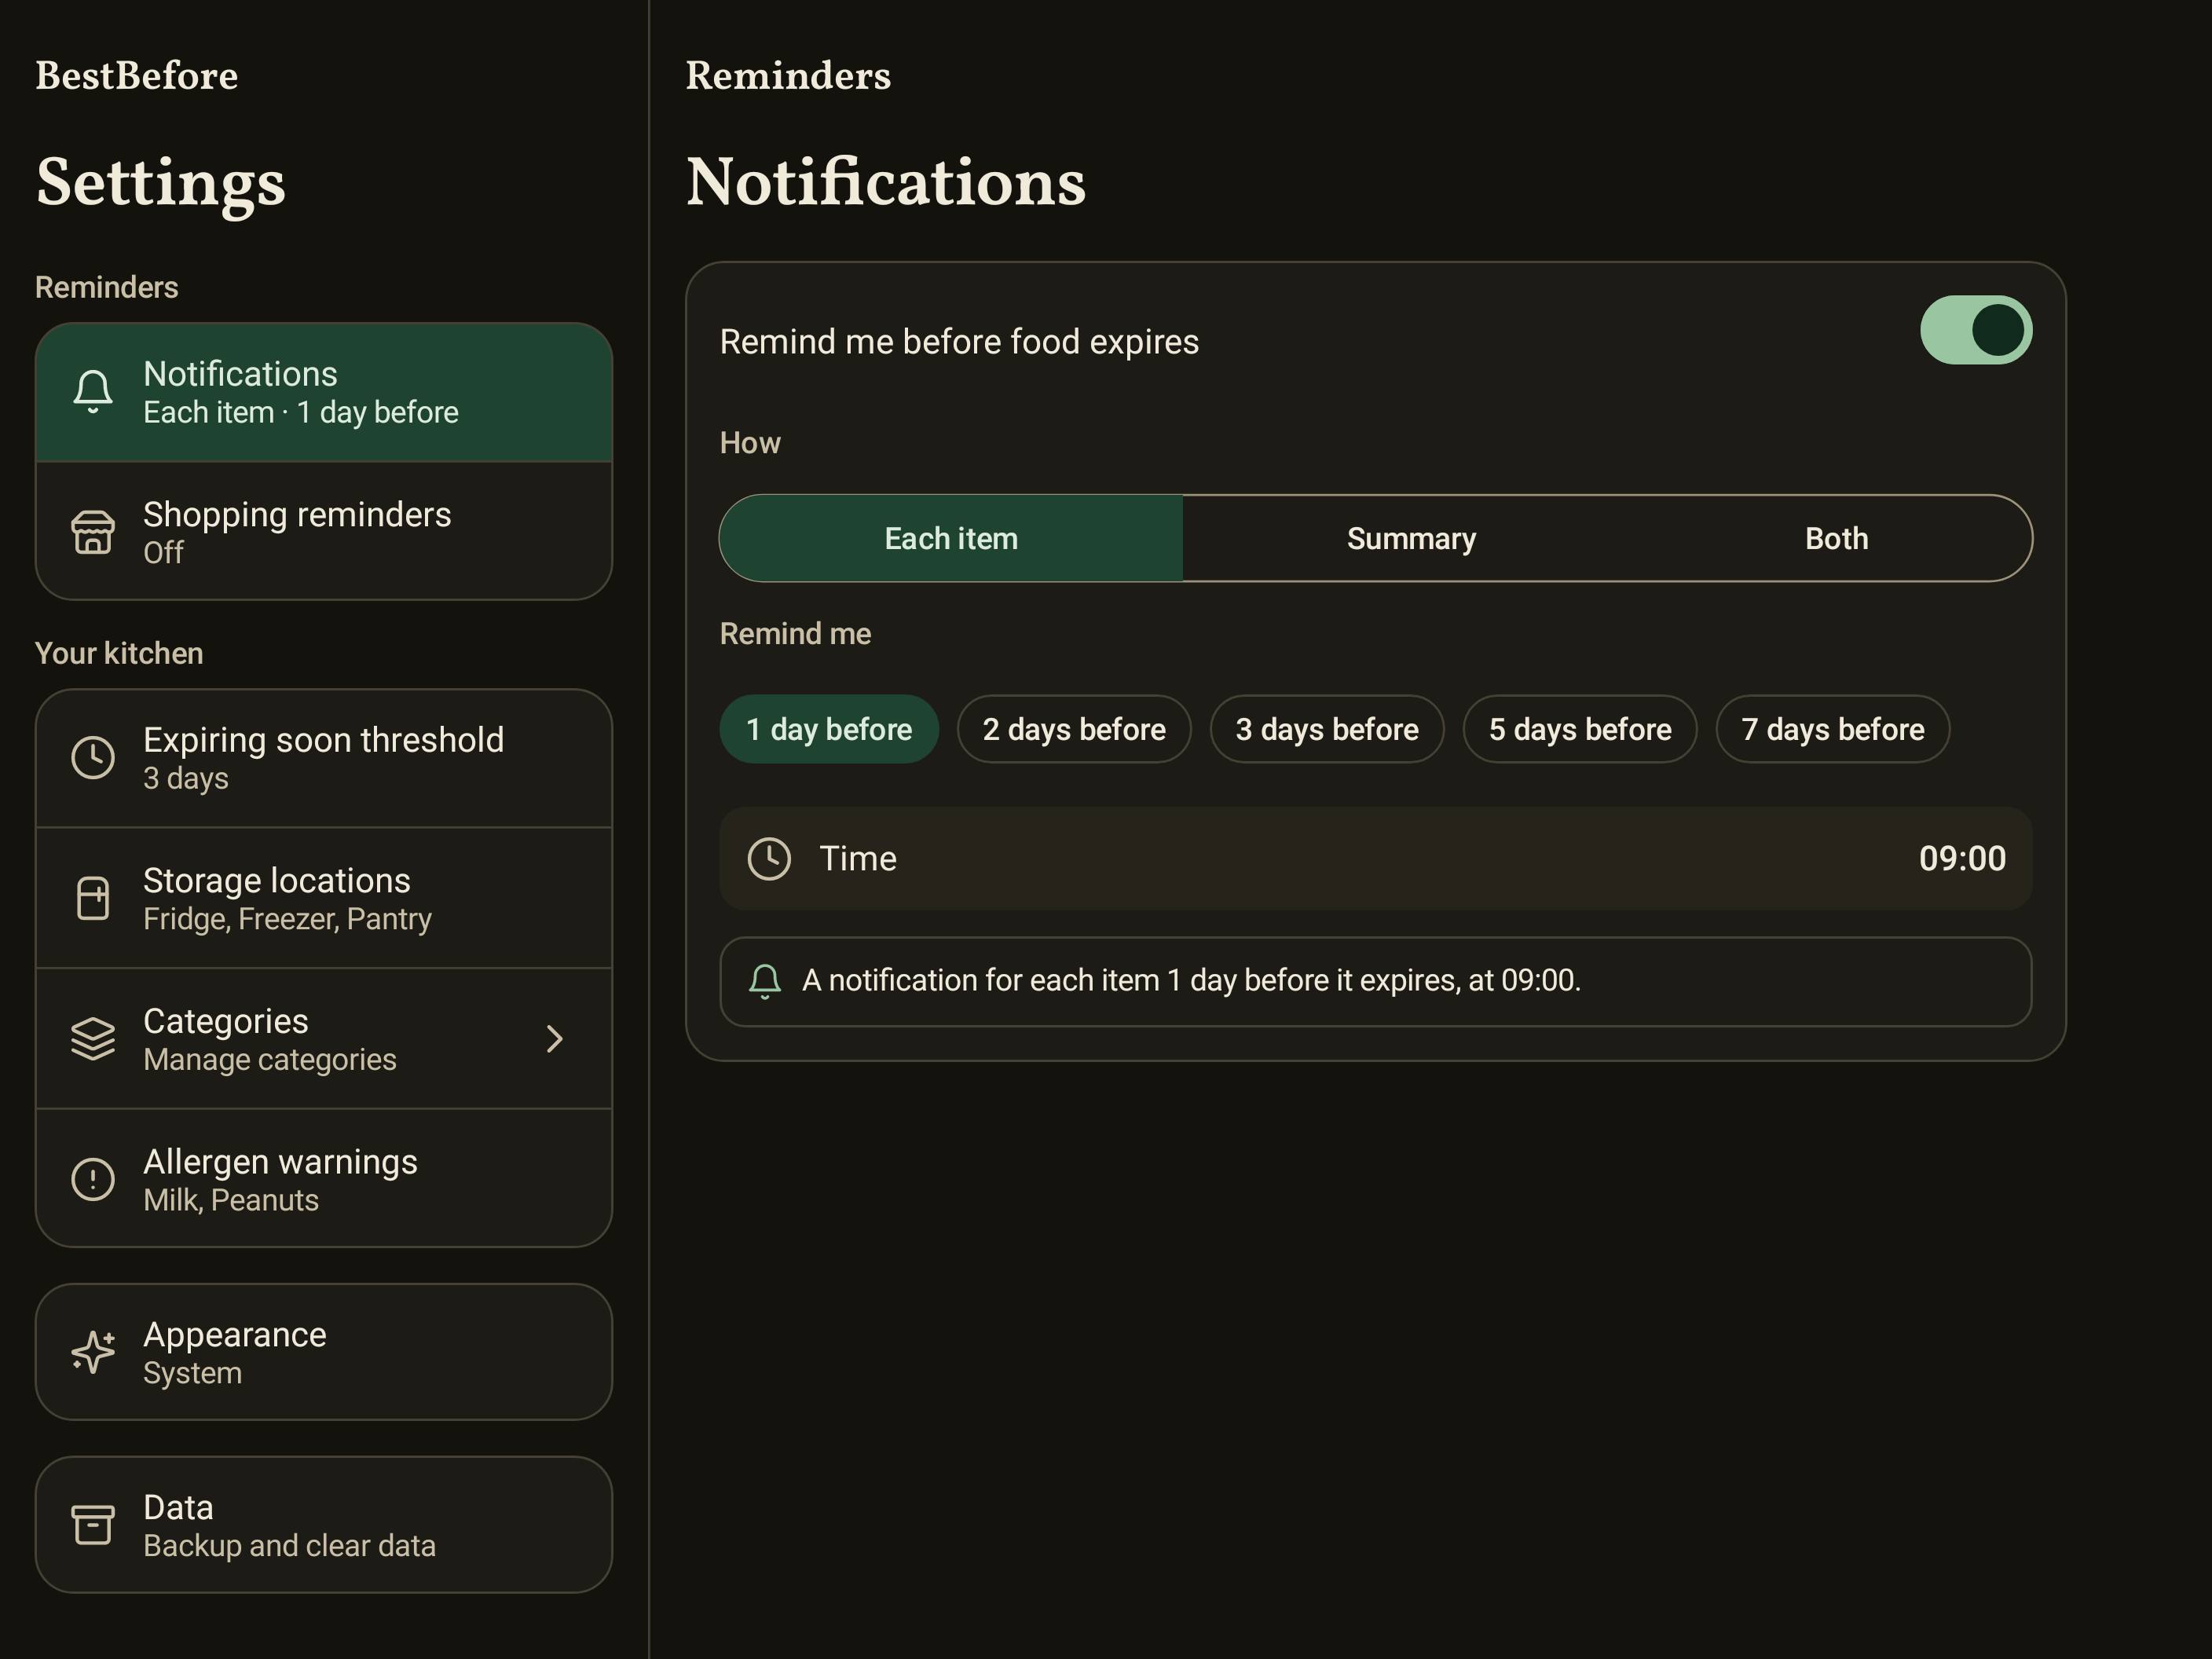 BestBefore
Settings
Reminders
Notifications
Each item · 1 day before
Shopping reminders
Off
Your kitchen
Expiring soon threshold
3 days
Storage locations
Fridge, Freezer, Pantry
Categories
Manage categories
Allergen warnings
Milk, Peanuts
Appearance
System
Data
Backup and clear data
Reminders
Notifications
Remind me before food expires
How
Each item Summary Both
Remind me
1 day before 2 days before 3 days before 5 days before 7 days before
Time 09:00
A notification for each item 1 day before it expires, at 09:00.